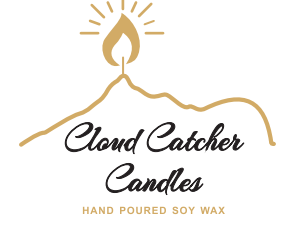 Cloud Catcher
Candles
HAND POURED SOY WAX